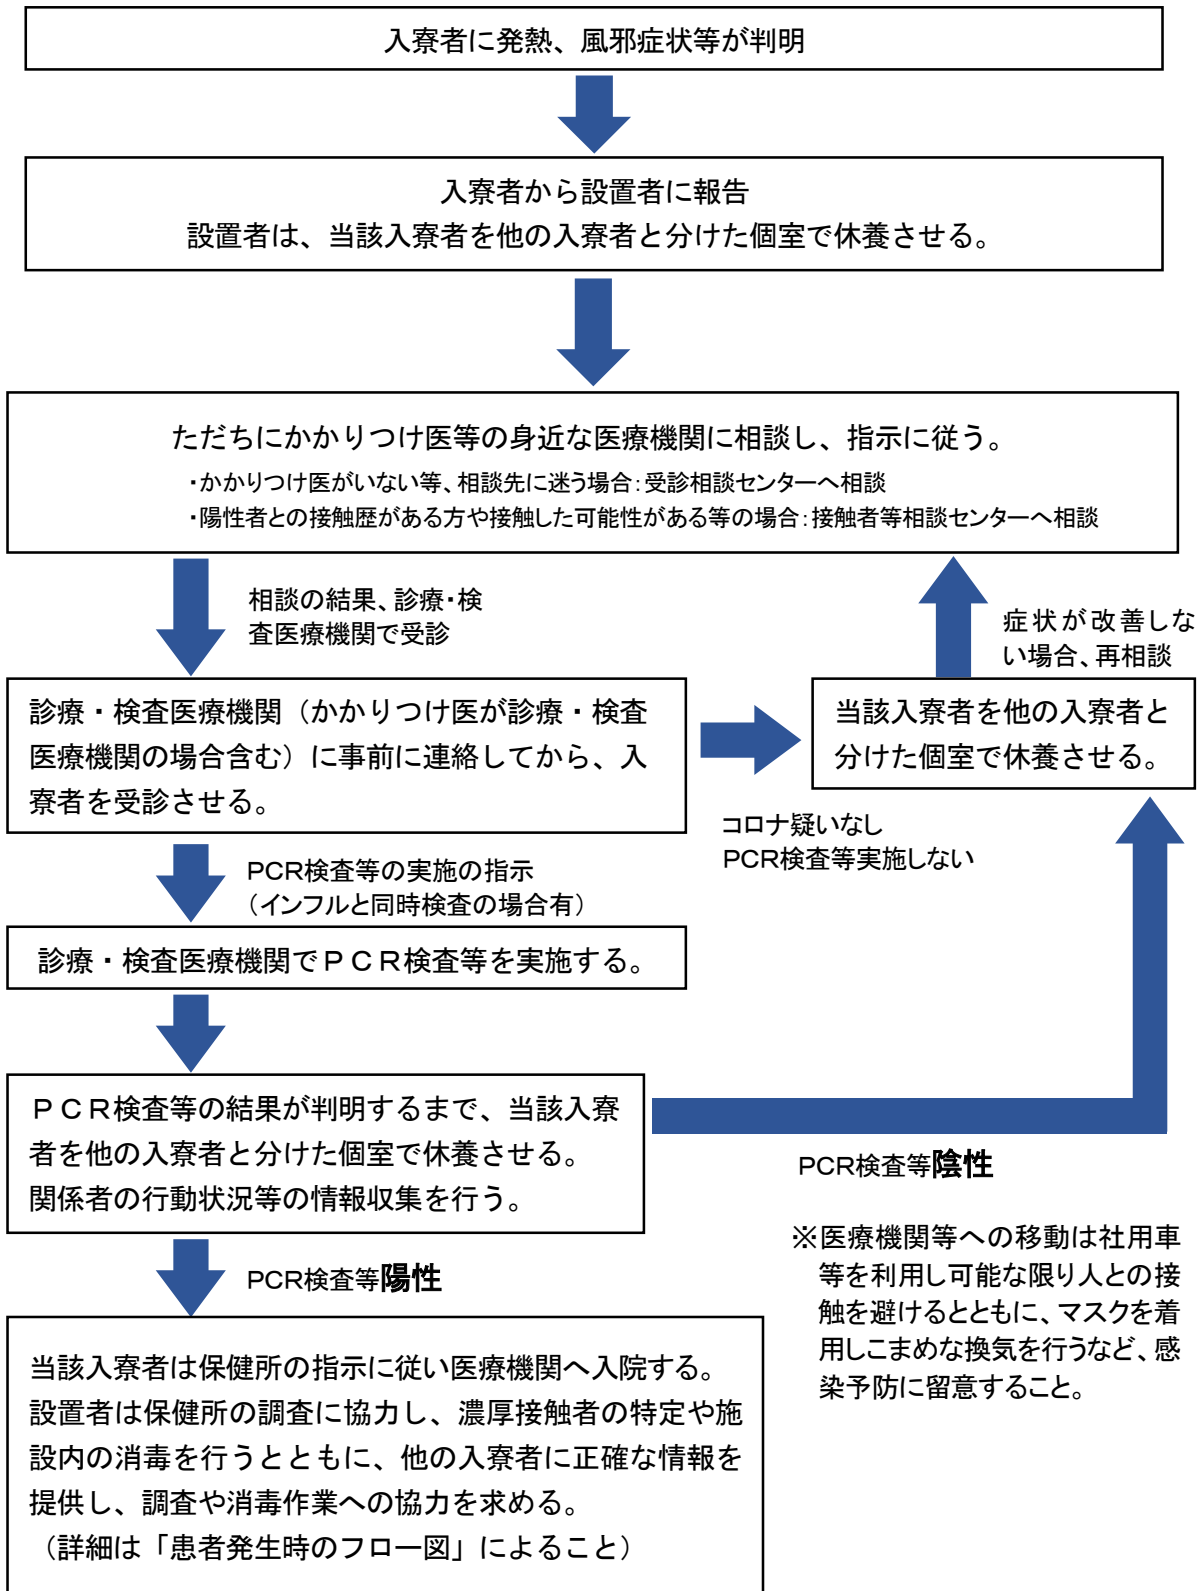 入寮者に発熱、風邪症状等が判明
入寮者から設置者に報告
設置者は、当該入寮者を他の入寮者と分けた個室で休養させる。
ただちにかかりつけ医等の身近な医療機関に相談し、指示に従う。
・かかりつけ医がいない等、相談先に迷う場合：受診相談センターへ相談
・陽性者との接触歴がある方や接触した可能性がある等の場合：接触者等相談センターへ相談
相談の結果、診療・検
査医療機関で受診
症状が改善しな
い場合、再相談
診療・検査医療機関（かかりつけ医が診療・検査
医療機関の場合含む）に事前に連絡してから、入
寮者を受診させる。
当該入寮者を他の入寮者と
分けた個室で休養させる。
コロナ疑いなし
PCR検査等実施しない
PCR検査等の実施の指示
（インフルと同時検査の場合有）
診療・検査医療機関でＰＣＲ検査等を実施する。
ＰＣＲ検査等の結果が判明するまで、当該入寮
者を他の入寮者と分けた個室で休養させる。
関係者の行動状況等の情報収集を行う。
PCR検査等陰性
PCR検査等陽性
※医療機関等への移動は社用車
等を利用し可能な限り人との接
触を避けるとともに、マスクを着
用しこまめな換気を行うなど、感
染予防に留意すること。
当該入寮者は保健所の指示に従い医療機関へ入院する。
設置者は保健所の調査に協力し、濃厚接触者の特定や施
設内の消毒を行うとともに、他の入寮者に正確な情報を
提供し、調査や消毒作業への協力を求める。
（詳細は「患者発生時のフロー図」によること）